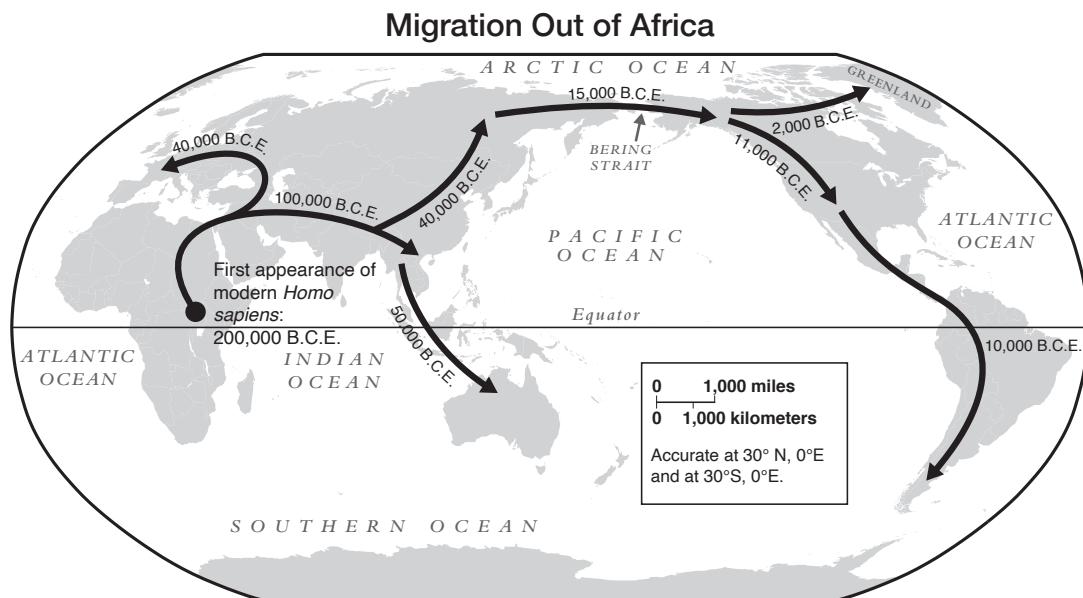 Migration Out of Africa
ARCTIC OCEAN
GREENLAND
15,000 B.C.E.
2,000 B.C.E.
40,000 B.C.E.
BERING
STRAIT
11,000 B.C.E.
100,000 B.C.E.
40,000 B.C.E.
ATLANTIC
OCEAN
PACIFIC
OCEAN
First appearance of
modern Homo
sapiens:
200,000 B.C.E.
Equator
50,000 B.C.E.
ATLANTIC
OCEAN
INDIAN
OCEAN
10,000 B.C.E.
0 1,000 miles
0 1,000 kilometers
Accurate at 30° N, 0°E
and at 30°S, 0°E.
SOUTHERN OCEAN